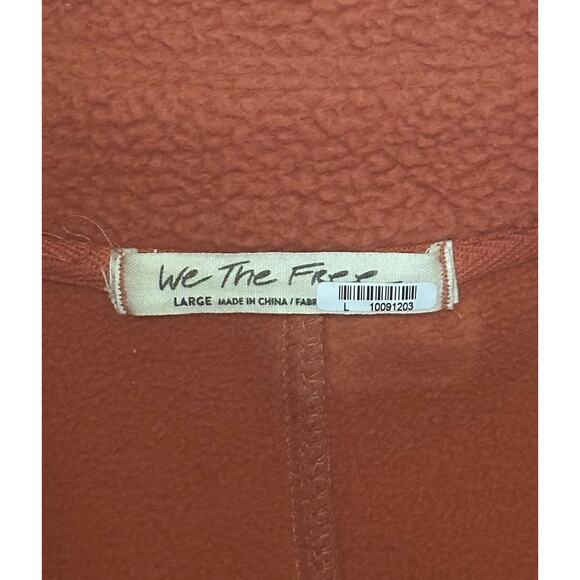 We The Free
LARGE MADE IN CHINA / FABR
L 10091203